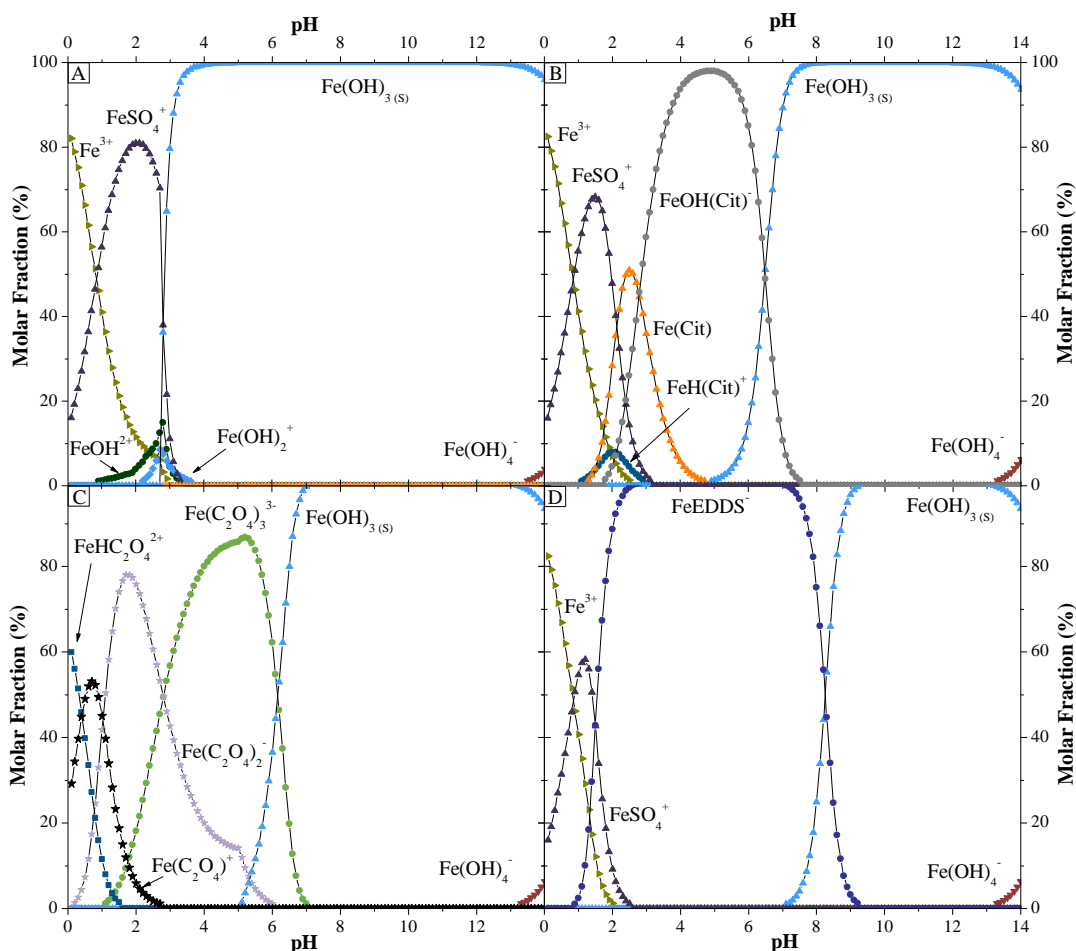 pH pH
0 2 4 6 8 10 12 0 2 4 6 8 10 12 14
A
Fe(OH)3 (S)
FeSO4+
Fe3+
FeOH2+
Fe(OH)2+
Fe(OH)4-
Molar Fraction (%)
100
80
60
40
20
0
B
Fe(OH)3 (S)
Fe3+
FeSO4+
FeOH(Cit)-
Fe(Cit)
FeH(Cit)+
Fe(OH)4-
100
80
60
40
20
0
Molar Fraction (%)
C
Fe(C2O4)33-
FeHC2O42+
Fe(OH)3 (S)
Fe(C2O4)2-
Fe(C2O4)+
Fe(OH)4-
Molar Fraction (%)
80
60
40
20
0
D
FeEDDS-
Fe(OH)3 (S)
Fe3+
FeSO4+
Fe(OH)4-
80
60
40
20
0
Molar Fraction (%)
0 2 4 6 8 10 12 0 2 4 6 8 10 12 14
pH pH